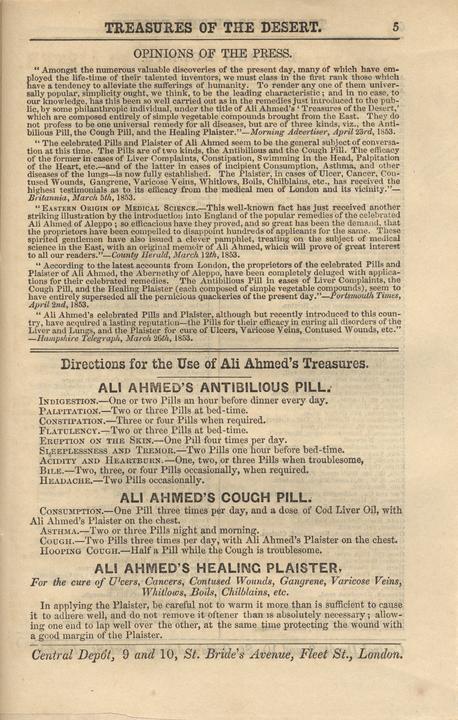 TREASURES OF THE DESERT. 5
OPINIONS OF THE PRESS.
“Amongst the numerous valuable discoveries of the present day, many of which have em-
ployed the life-time of their talented inventors, we must class in the first rank those which
have a tendency to alleviate the sufferings of humanity. To render any one of them univer-
sally popular, simplicity ought, we think, to be the leading characteristic; and in no case, to
our knowledge, has this been so well carried out as in the remedies just introduced to the pub-
lic, by some philanthropic individual, under the title of Ali Ahmed's ‘Treasures of the Desert,’
which are composed entirely of simple vegetable compounds brought from the East. They do
not profess to be one universal remedy for all diseases, but are of three kinds, viz., the Anti-
bilious Pill, the Cough Pill, and the Healing Plaister.”—Morning Advertiser, April 23rd, 1853.
“The celebrated Pills and Plaister of Ali Ahmed seem to be the general subject of conversa-
tion at this time. The Pills are of two kinds, the Antibilious and the Cough Pill. The efficacy
of the former in cases of Liver Complaints, Constipation, Swimming in the Head, Palpitation
of the Heart, etc.—and of the latter in cases of incipient Consumption, Asthma, and other
diseases of the lungs—is now fully established. The Plaister, in cases of Ulcer, Cancer, Con-
tused Wounds, Gangrene, Varicose Veins, Whitlows, Boils, Chilblains, etc., has received the
highest testimonials as to its efficacy from the medical men of London and its vicinity.”—
Britannia, March 5th, 1853.
“EASTERN ORIGIN OF MEDICAL SCIENCE.—This well-known fact has just received another
striking illustration by the introduction into England of the popular remedies of the celebrated
Ali Ahmed of Aleppo; so efficacious have they proved, and so great has been the demand, that
the proprietors have been compelled to disappoint hundreds of applicants for the same. These
spirited gentlemen have also issued a clever pamphlet, treating on the subject of medical
science in the East, with an original memoir of Ali Ahmed, which will prove of great interest
to all our readers.”—County Herald, March 12th, 1853.
“According to the latest accounts from London, the proprietors of the celebrated Pills and
Plaister of Ali Ahmed, the Abernethy of Aleppo, have been completely deluged with applica-
tions for their celebrated remedies. The Antibilious Pill in cases of Liver Complaints, the
Cough Pill, and the Healing Plaister (each composed of simple vegetable compounds), seem to
have entirely superseded all the pernicious quackeries of the present day.”—Portsmouth Times,
April 2nd, 1853.
“Ali Ahmed's celebrated Pills and Plaister, although but recently introduced to this coun-
try, have acquired a lasting reputation—the Pills for their efficacy in curing all disorders of the
Liver and Lungs, and the Plaister for cure of Ulcers, Varicose Veins, Contused Wounds, etc.”
—Hampshire Telegraph, March 26th, 1853.
Directions for the Use of Ali Ahmed's Treasures.
ALI AHMED'S ANTIBILIOUS PILL.
INDIGESTION.—One or two Pills an hour before dinner every day.
PALPITATION.—Two or three Pills at bed-time.
CONSTIPATION.—Three or four Pills when required.
FLATULENCY.—Two or three Pills at bed-time.
ERUPTION ON THE SKIN.—One Pill four times per day.
SLEEPLESSNESS AND TREMOR.—Two Pills one hour before bed-time.
ACIDITY AND HEARTBURN.—One, two, or three Pills when troublesome,
BILE.—Two, three, or four Pills occasionally, when required.
HEADACHE.—Two Pills occasionally.
ALI AHMED'S COUGH PILL.
CONSUMPTION.—One Pill three times per day, and a dose of Cod Liver Oil, with
Ali Ahmed's Plaister on the chest.
ASTHMA.—Two or three Pills night and morning.
COUGH.—Two Pills three times per day, with Ali Ahmed's Plaister on the chest.
HOOPING COUGH.—Half a Pill while the Cough is troublesome.
ALI AHMED'S HEALING PLAISTER,
For the cure of Ulcers, Cancers, Contused Wounds, Gangrene, Varicose Veins,
Whitlows, Boils, Chilblains, etc.
In applying the Plaister, be careful not to warm it more than is sufficient to cause
it to adhere well, and do not remove it oftener than is absolutely necessary; allow-
ing one end to lap well over the other, at the same time protecting the wound with
a good margin of the Plaister.
Central Depôt, 9 and 10, St. Bride's Avenue, Fleet St., London.